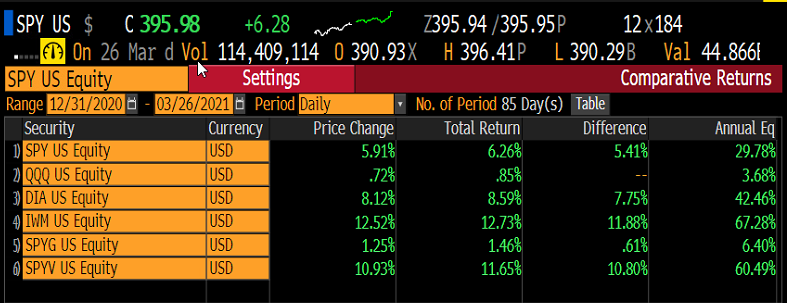 SPY US $ C 395.98 +6.28 Z395.94 / 395.95P 12 x 184
On 26 Mar d Vol 114,409,114 O 390.93X H 396.41P L 390.29B Val 44.866B
SPY US Equity Settings Comparative Returns
Range 12/31/2020 - 03/26/2021 Period Daily No. of Period 85 Day(s) Table
Security Currency Price Change Total Return Difference Annual Eq
1) SPY US Equity USD 5.91% 6.26% 5.41% 29.78%
2) QQQ US Equity USD .72% .85% -- 3.68%
3) DIA US Equity USD 8.12% 8.59% 7.75% 42.46%
4) IWM US Equity USD 12.52% 12.73% 11.88% 67.28%
5) SPYG US Equity USD 1.25% 1.46% .61% 6.40%
6) SPYV US Equity USD 10.93% 11.65% 10.80% 60.49%